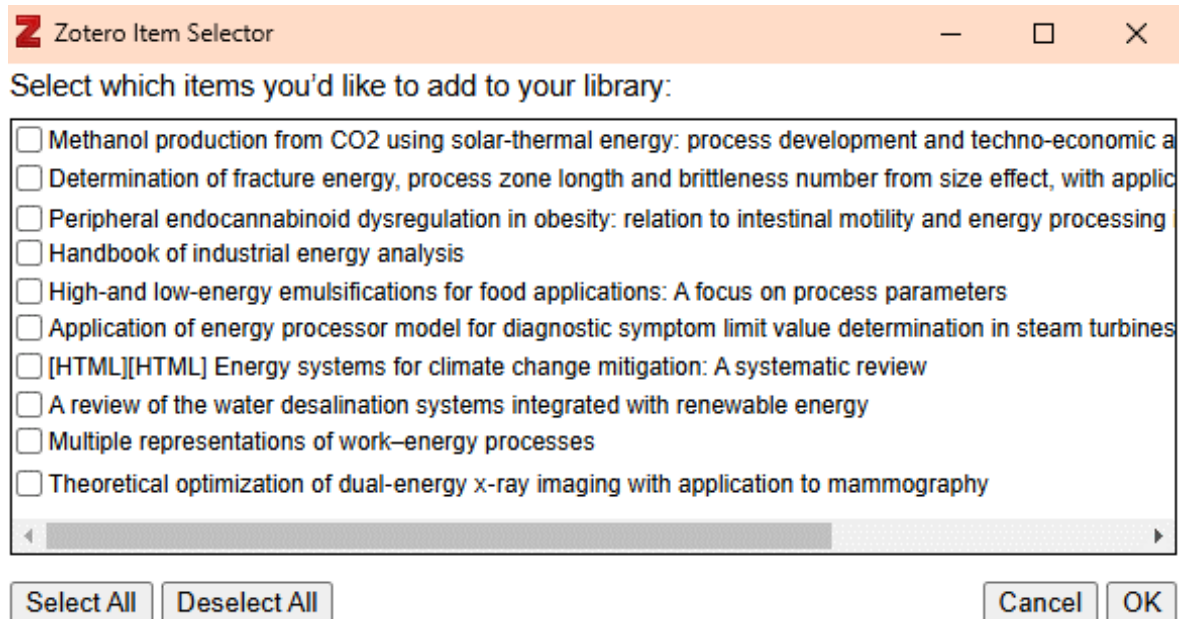 Zotero Item Selector
Select which items you’d like to add to your library:
Methanol production from CO2 using solar-thermal energy: process development and techno-economic a
Determination of fracture energy, process zone length and brittleness number from size effect, with applic
Peripheral endocannabinoid dysregulation in obesity: relation to intestinal motility and energy processing
Handbook of industrial energy analysis
High-and low-energy emulsifications for food applications: A focus on process parameters
Application of energy processor model for diagnostic symptom limit value determination in steam turbines
[HTML][HTML] Energy systems for climate change mitigation: A systematic review
A review of the water desalination systems integrated with renewable energy
Multiple representations of work–energy processes
Theoretical optimization of dual-energy x-ray imaging with application to mammography
Select All Deselect All Cancel OK